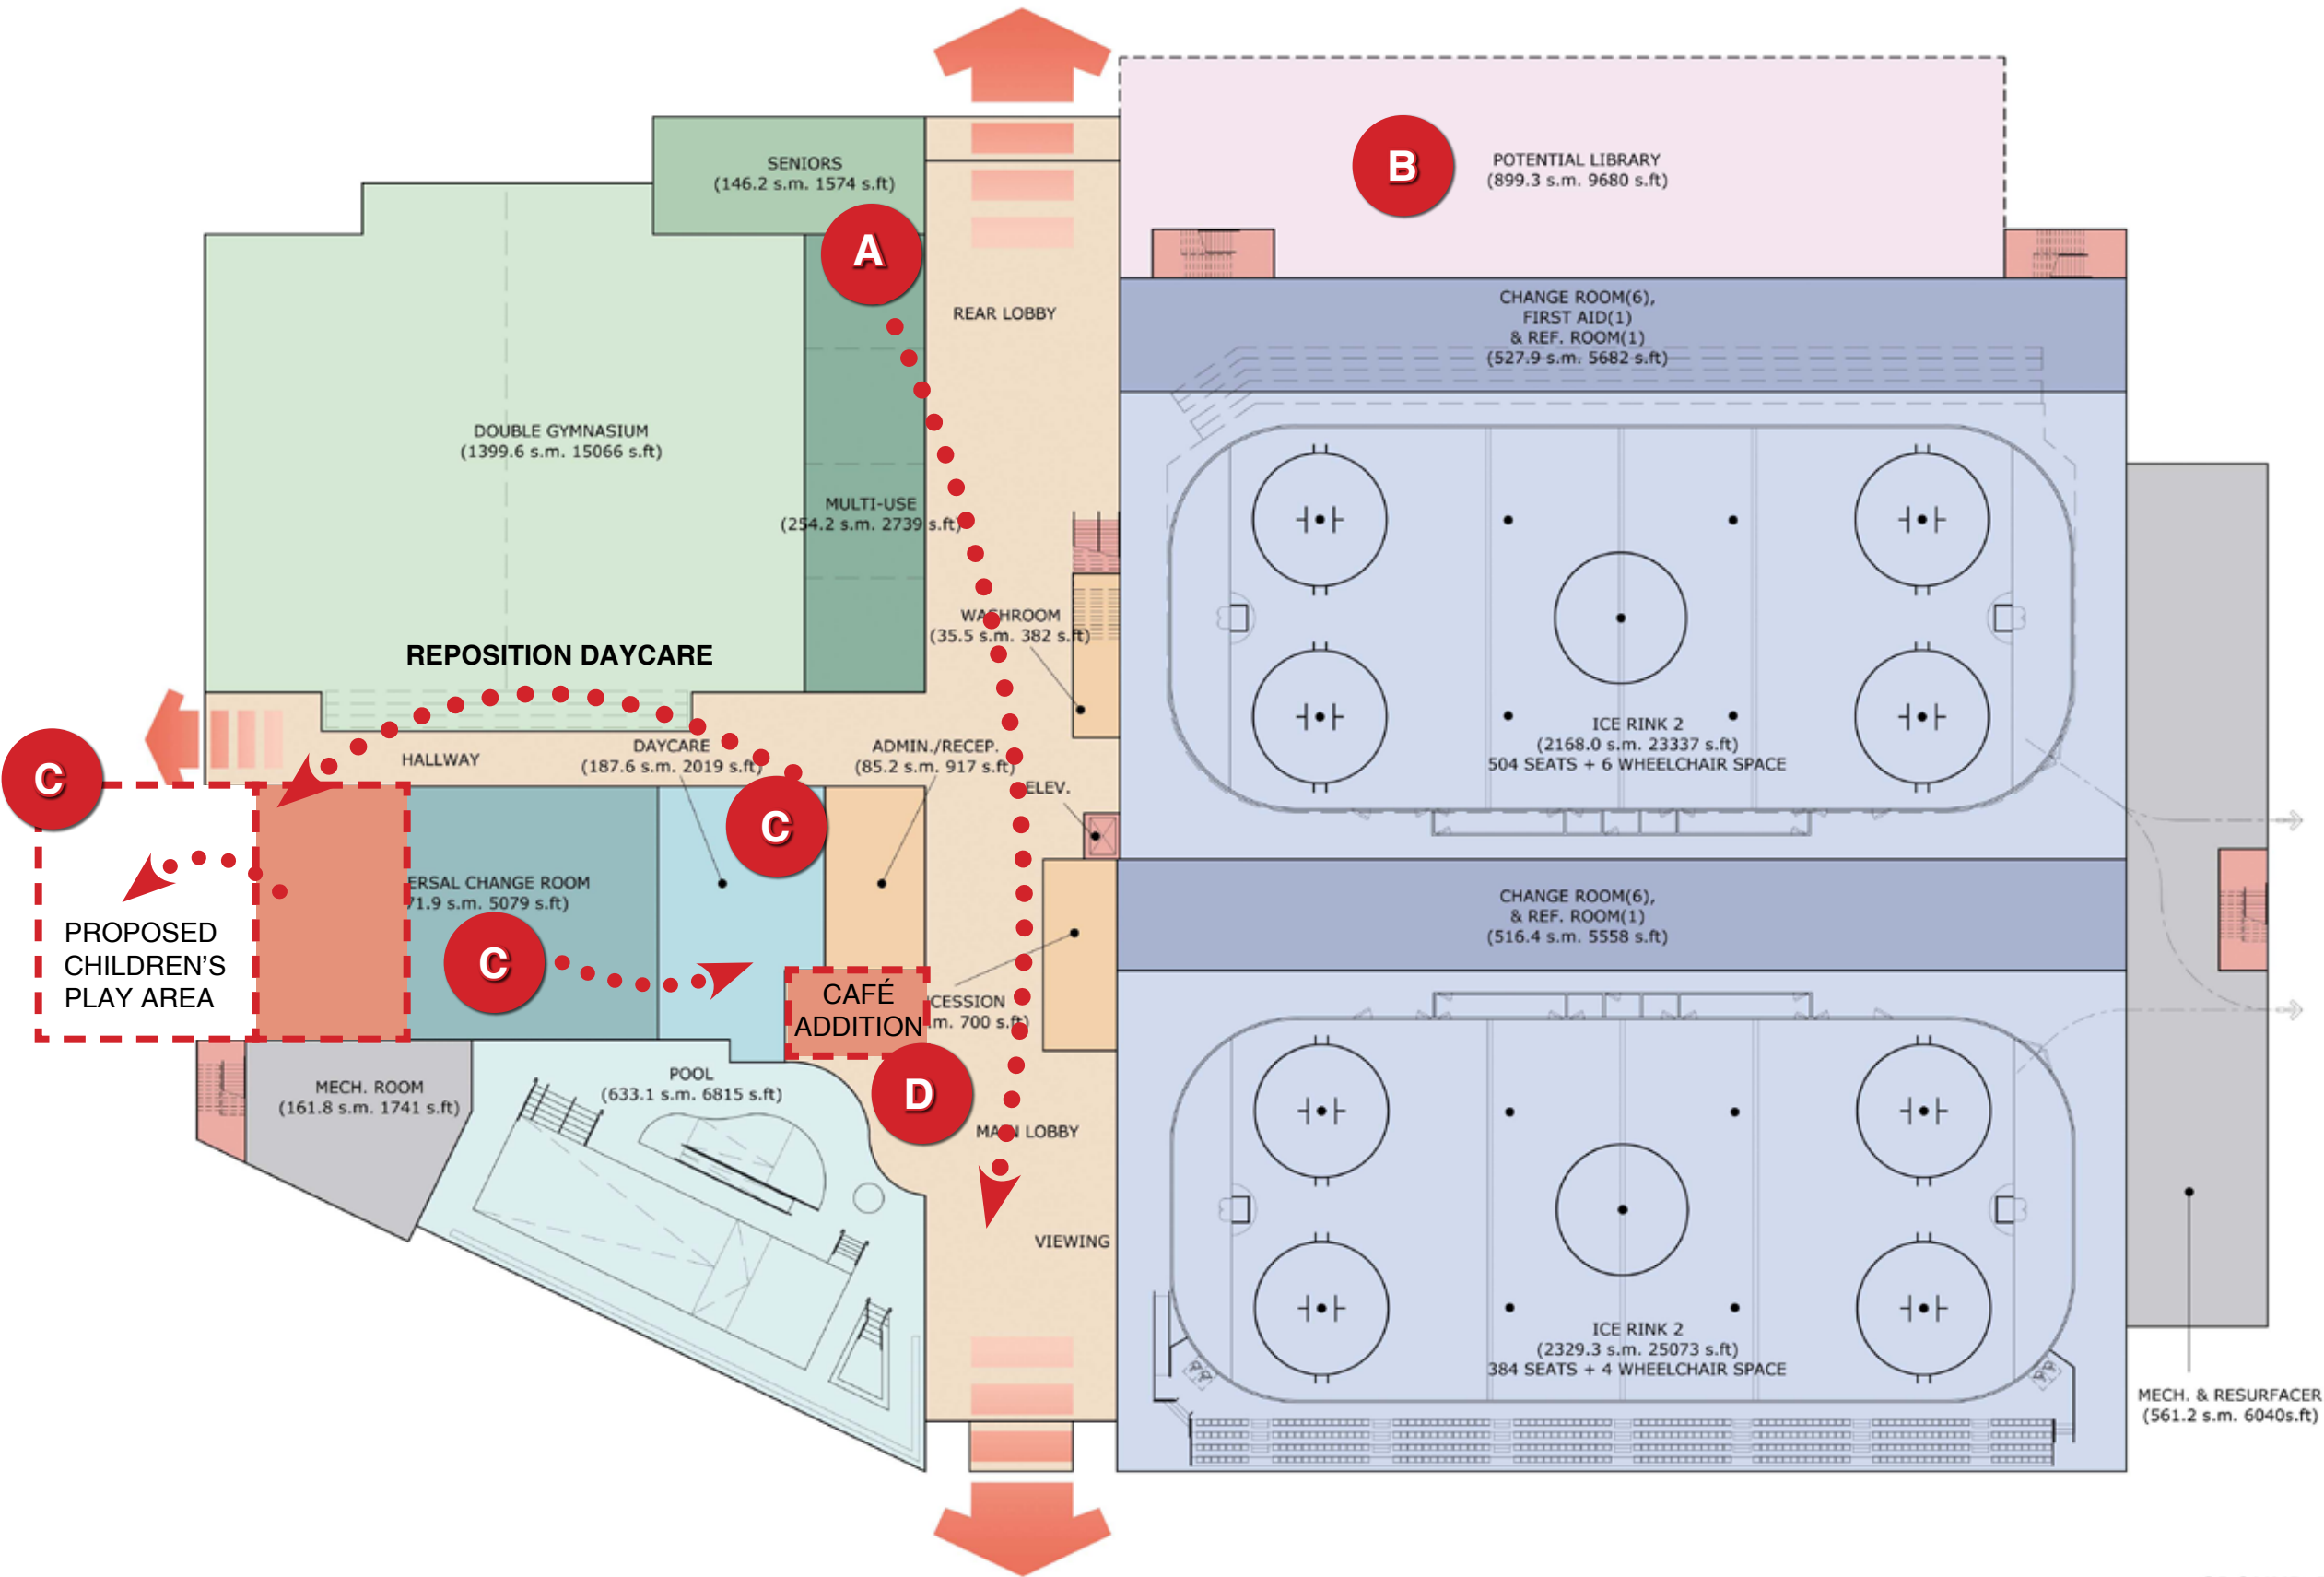 SENIORS
(146.2 s.m. 1574 s.ft)
B
POTENTIAL LIBRARY
(899.3 s.m. 9680 s.ft)
A
REAR LOBBY
CHANGE ROOM(6),
FIRST AID(1)
& REF. ROOM(1)
(527.9 s.m. 5682 s.ft)
DOUBLE GYMNASIUM
(1399.6 s.m. 15066 s.ft)
MULTI-USE
(254.2 s.m. 2739 s.ft)
WASHROOM
(35.5 s.m. 382 s.ft)
REPOSITION DAYCARE
HALLWAY
DAYCARE
(187.6 s.m. 2019 s.ft)
ADMIN./RECEP.
(85.2 s.m. 917 s.ft)
ELEV.
ICE RINK 2
(2168.0 s.m. 23337 s.ft)
504 SEATS + 6 WHEELCHAIR SPACE
C
C
ERSAL CHANGE ROOM
71.9 s.m. 5079 s.ft)
C
PROPOSED
CHILDREN'S
PLAY AREA
CHANGE ROOM(6),
& REF. ROOM(1)
(516.4 s.m. 5558 s.ft)
CAFÉ
ADDITION
CESSION
m. 700 s.ft)
D
MECH. ROOM
(161.8 s.m. 1741 s.ft)
POOL
(633.1 s.m. 6815 s.ft)
MAIN LOBBY
VIEWING
ICE RINK 2
(2329.3 s.m. 25073 s.ft)
384 SEATS + 4 WHEELCHAIR SPACE
MECH. & RESURFACER
(561.2 s.m. 6040s.ft)